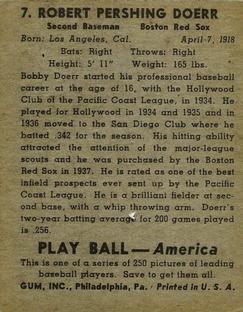 7. ROBERT PERSHING DOERR
Second Baseman Boston Red Sox
Born: Los Angeles, Cal. April-7, 1918
Bats: Right Throws: Right
Height: 5' 11" Weight: 165 lbs.
Bobby Doerr started his professional baseball
career at the age of 16, with the Hollywood
Club of the Pacific Coast League, in 1934. He
played for Hollywood in 1934 and 1935 and in
1936 moved to the San Diego Club where he
batted .342 for the season. His hitting ability
attracted the attention of the major-league
scouts and he was purchased by the Boston
Red Sox in 1937. He is rated as one of the best
infield prospects ever sent up by the Pacific
Coast League. He is a brilliant fielder at sec-
ond base, with a whip throwing arm. Doerr's
two-year batting average for 200 games played
is .256.
PLAY BALL — America
This is one of a series of 250 pictures of leading
baseball players. Save to get them all.
GUM, INC., Philadelphia, Pa. Printed in U. S. A.